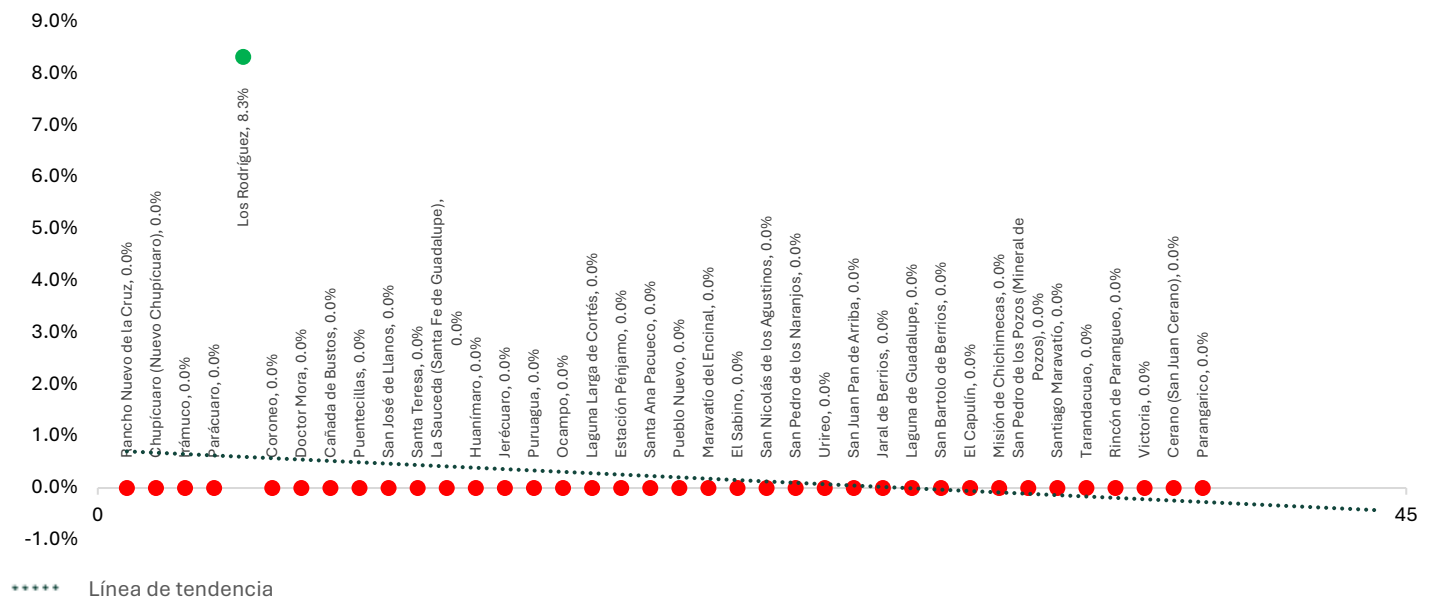 9.0%
8.0%
7.0%
6.0%
5.0%
4.0%
3.0%
2.0%
1.0%
0.0%
-1.0%
Rancho Nuevo de la Cruz, 0.0%
Chupícuaro (Nuevo Chupícuaro), 0.0%
Irámuco, 0.0%
Parácuaro, 0.0%
Los Rodríguez, 8.3%
Coroneo, 0.0%
Doctor Mora, 0.0%
Cañada de Bustos, 0.0%
Puentecillas, 0.0%
San José de Llanos, 0.0%
Santa Teresa, 0.0%
La Sauceda (Santa Fe de Guadalupe),
0.0%
Huanímaro, 0.0%
Jerécuaro, 0.0%
Puruagua, 0.0%
Ocampo, 0.0%
Laguna Larga de Cortés, 0.0%
Estación Pénjamo, 0.0%
Santa Ana Pacueco, 0.0%
Pueblo Nuevo, 0.0%
Maravatío del Encinal, 0.0%
El Sabino, 0.0%
San Nicolás de los Agustinos, 0.0%
San Pedro de los Naranjos, 0.0%
Urireo, 0.0%
San Juan Pan de Arriba, 0.0%
Jaral de Berrios, 0.0%
Laguna de Guadalupe, 0.0%
San Bartolo de Berrios, 0.0%
El Capulín, 0.0%
Misión de Chichimecas, 0.0%
San Pedro de los Pozos (Mineral de
Pozos), 0.0%
Santiago Maravatío, 0.0%
Tarandacuao, 0.0%
Rincón de Parangueo, 0.0%
Victoria, 0.0%
Cerano (San Juan Cerano), 0.0%
Parangarico, 0.0%
0
45
Línea de tendencia